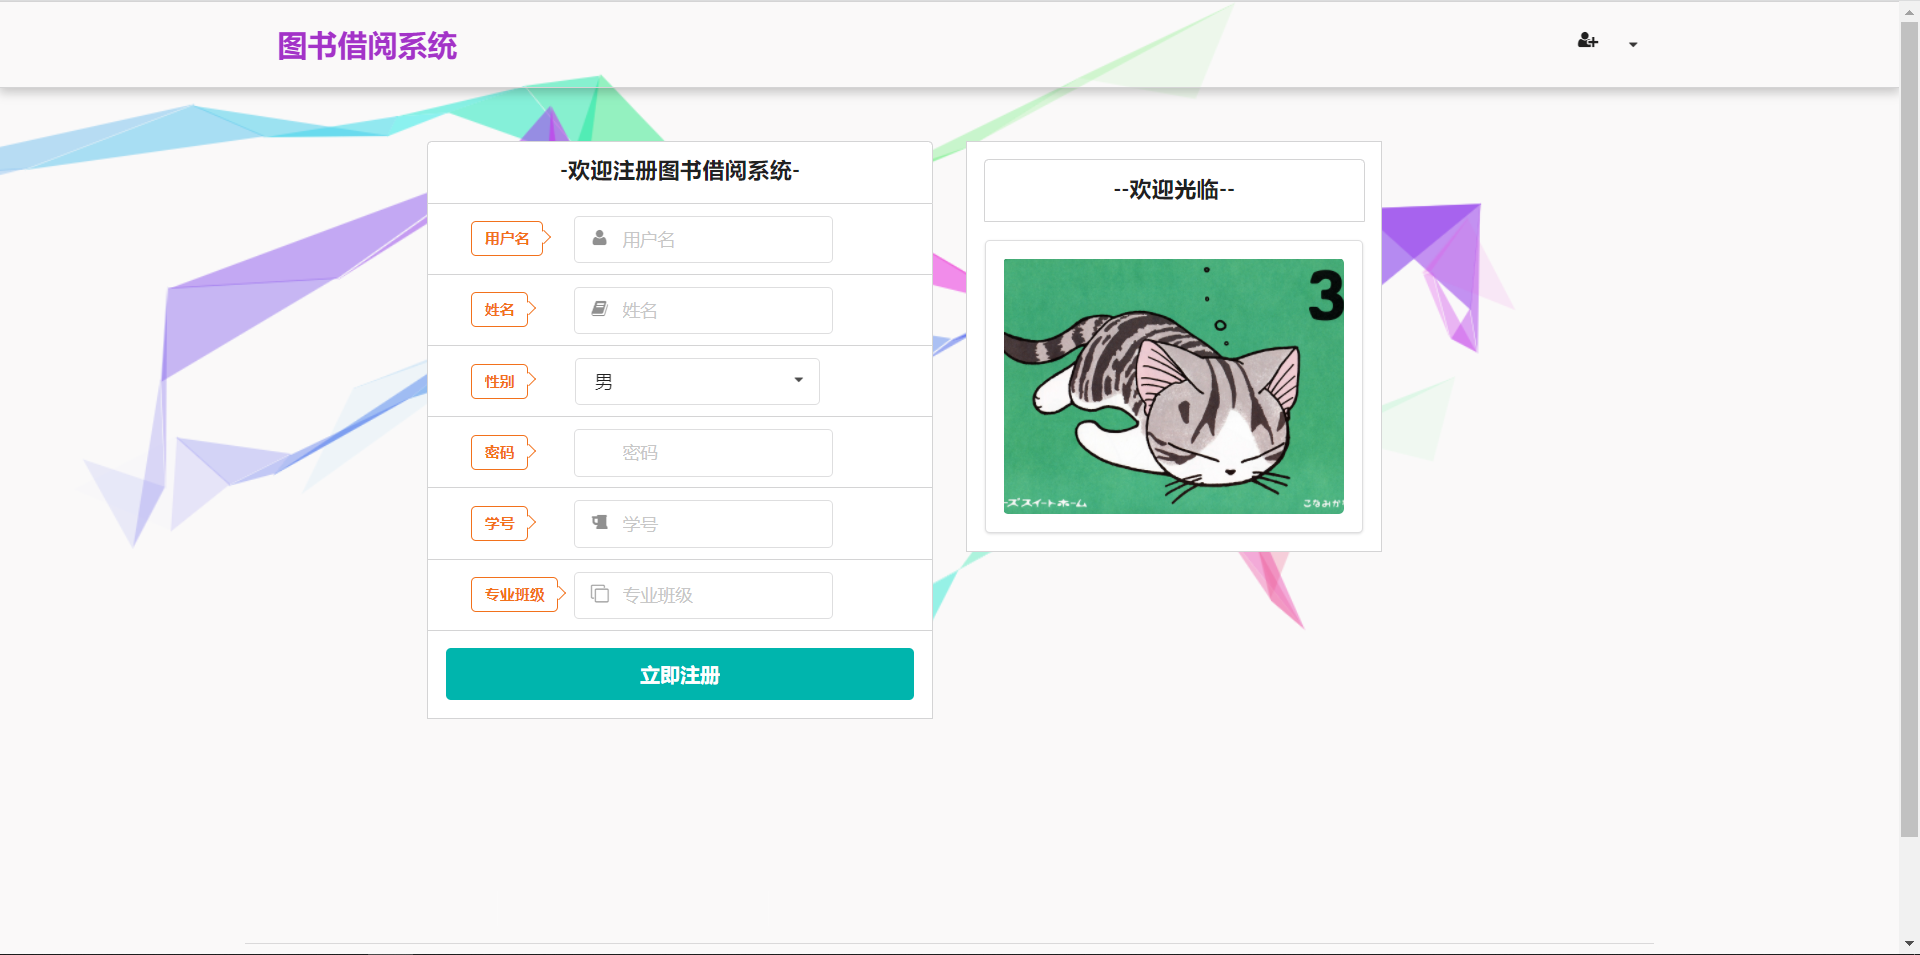 图书借阅系统
-欢迎注册图书借阅系统-
用户名
用户名
姓名
姓名
性别
男
密码
密码
学号
学号
专业班级
专业班级
立即注册
--欢迎光临--
3
ーズスイートホーム
こなみか